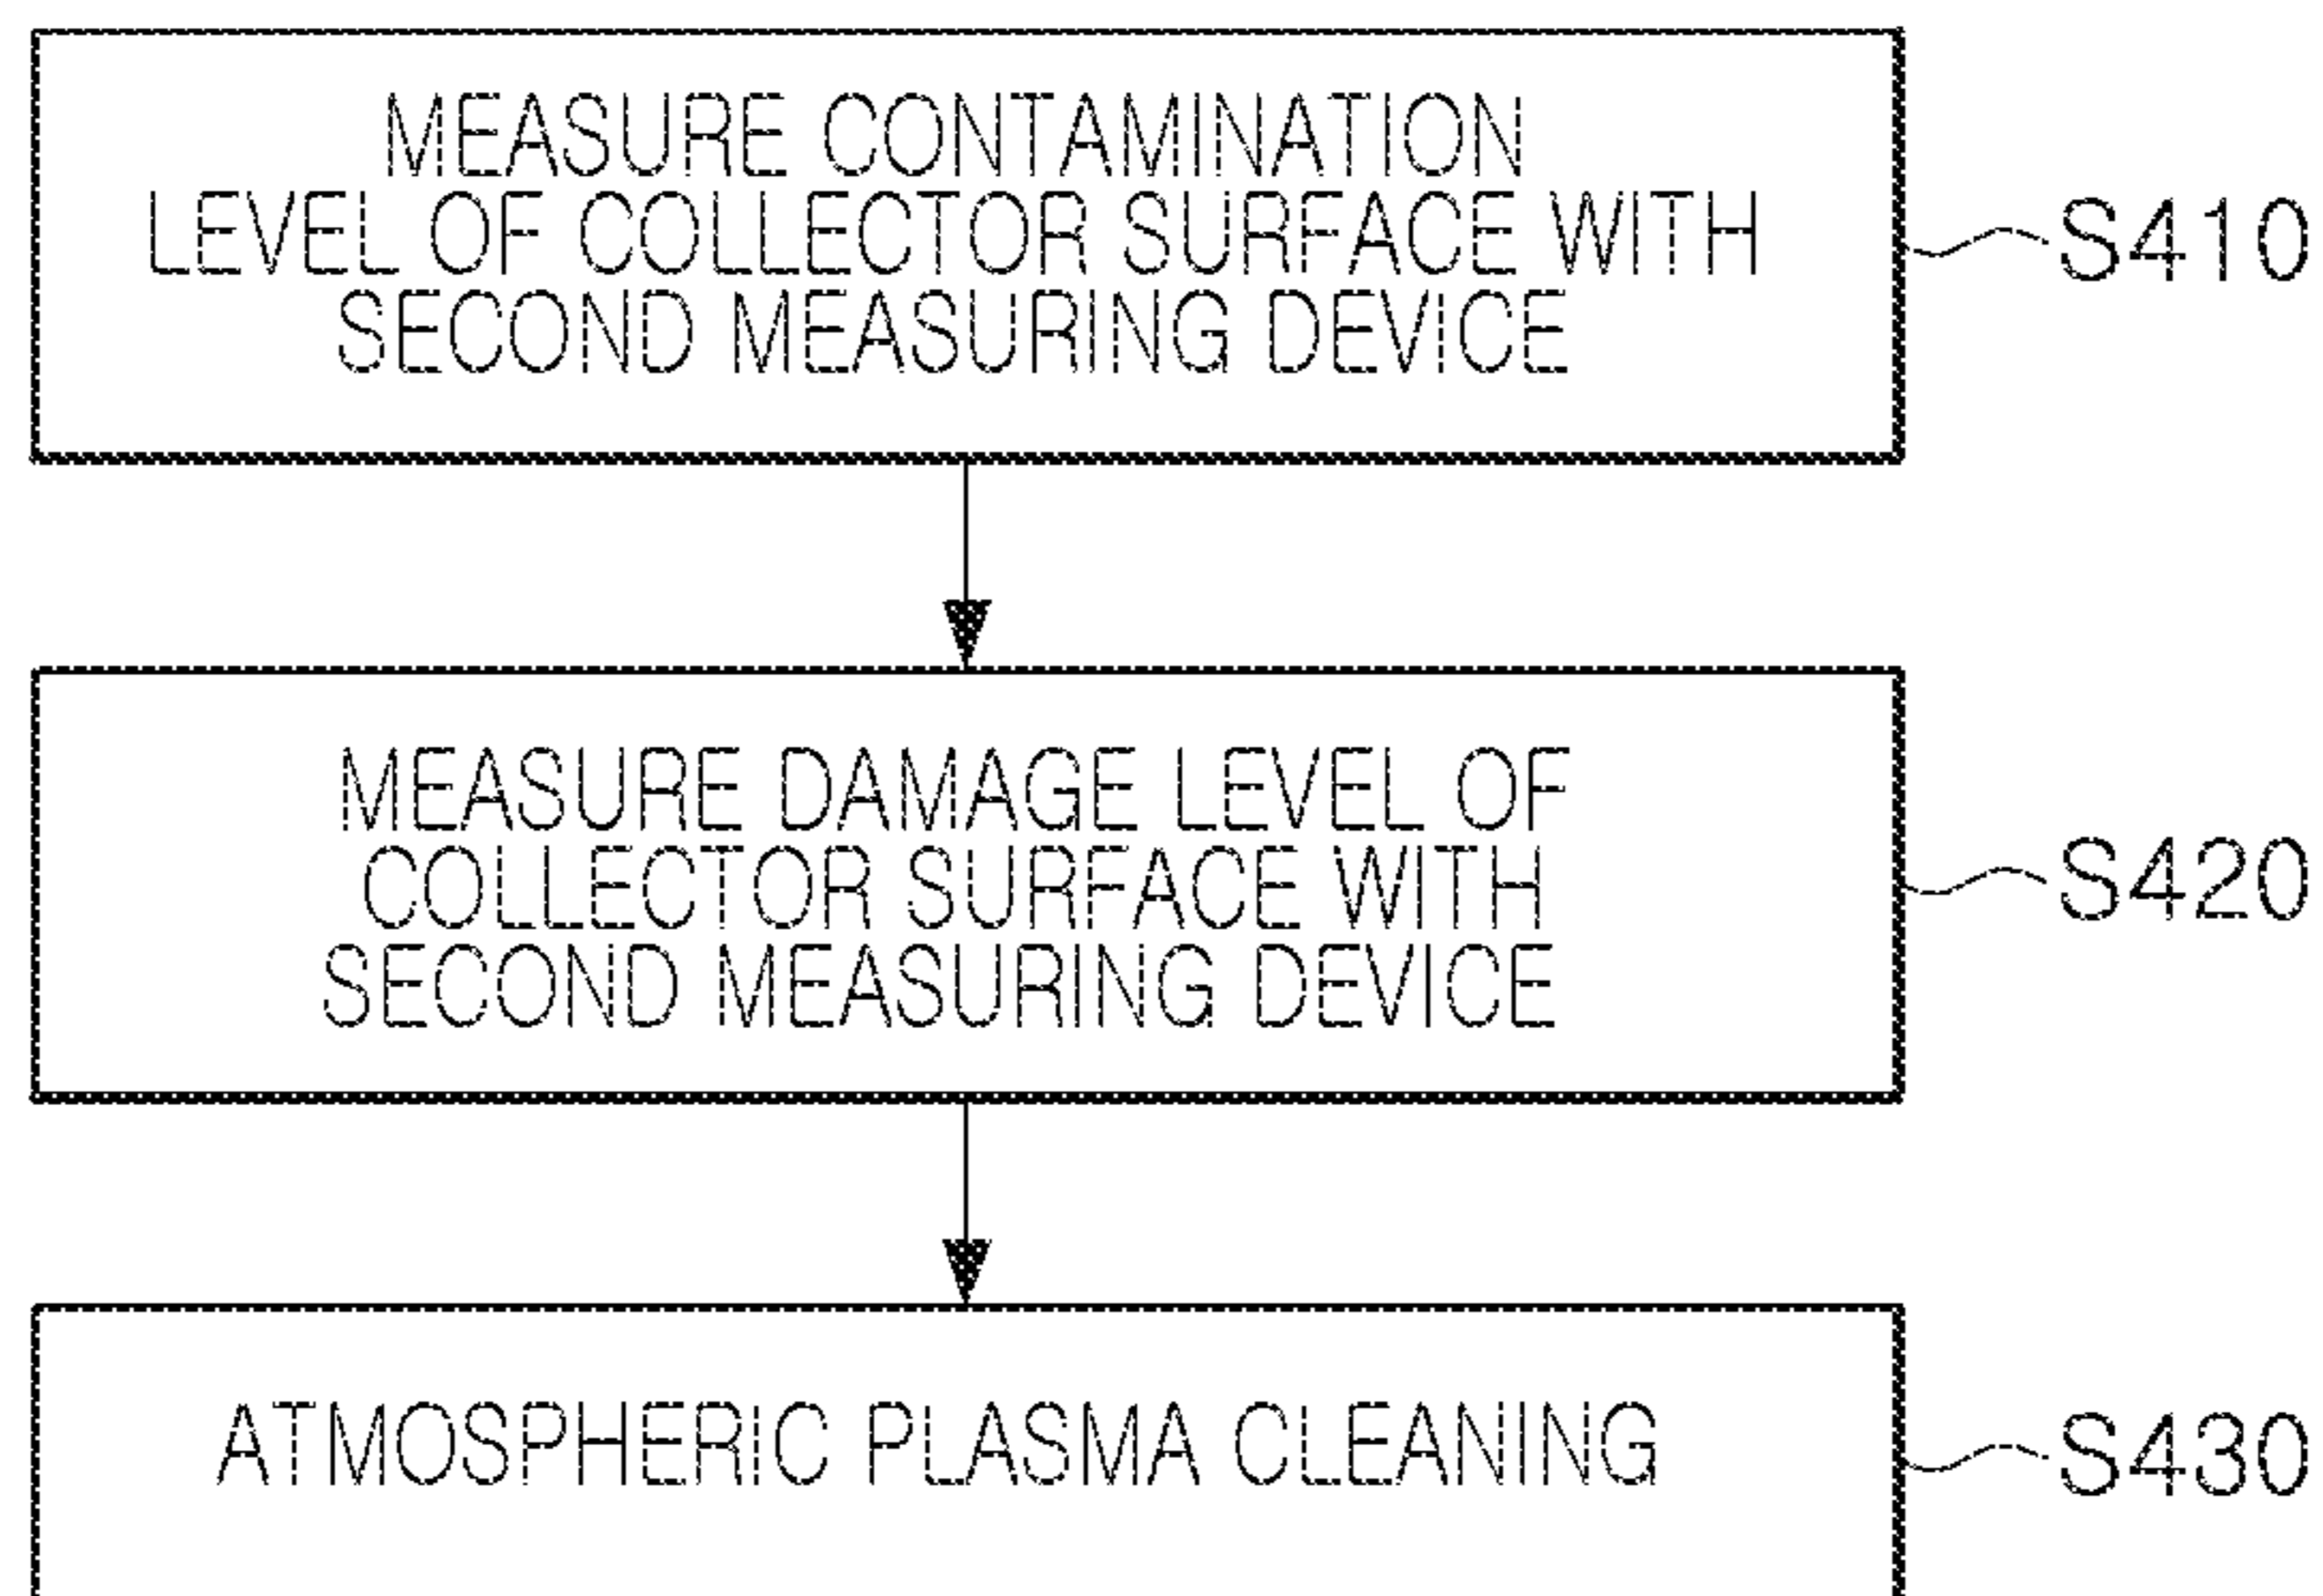 MEASURE CONTAMINATION
LEVEL OF COLLECTOR SURFACE WITH
SECOND MEASURING DEVICE
S410
MEASURE DAMAGE LEVEL OF
COLLECTOR SURFACE WITH
SECOND MEASURING DEVICE
S420
ATMOSPHERIC PLASMA CLEANING
S430